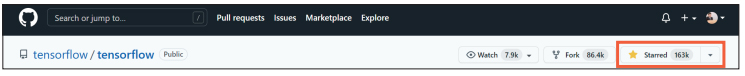 Search or jump to... / Pull requests Issues Marketplace Explore
tensorflow / tensorflow Public Watch 7.9k Fork 86.4k Starred 163k